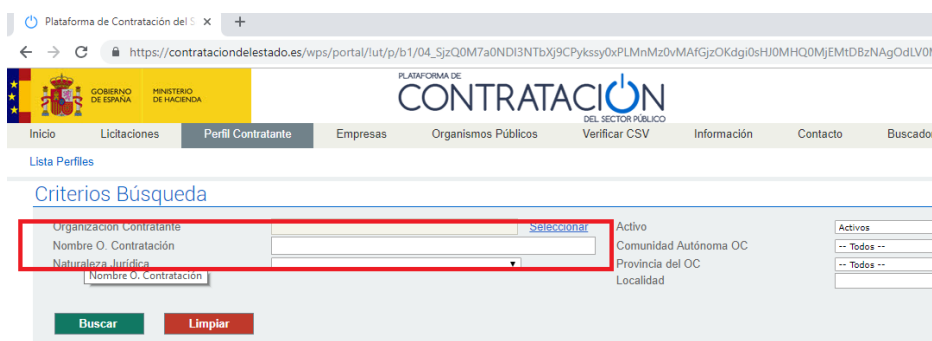 Plataforma de Contratación del S
https://contrataciondelestado.es/wps/portal/lut/p/b1/04_SjzQ0M7a0NDI3NTbXj9CPykssy0xPLMnMz0vMAfGjzOKdgi0sHJ0MHQ0MjEMtDBzNAgOdLV0M
GOBIERNO DE ESPAÑA
MINISTERIO DE HACIENDA
PLATAFORMA DE
CONTRATACIÓN
DEL SECTOR PÚBLICO
Inicio Licitaciones Perfil Contratante Empresas Organismos Públicos Verificar CSV Información Contacto Buscado
Lista Perfiles
Criterios Búsqueda
Organización Contratante Seleccionar Activo Activos
Nombre O. Contratación Comunidad Autónoma OC -- Todos --
Naturaleza Jurídica Provincia del OC -- Todos --
Nombre O. Contratación Localidad
Buscar Limpiar